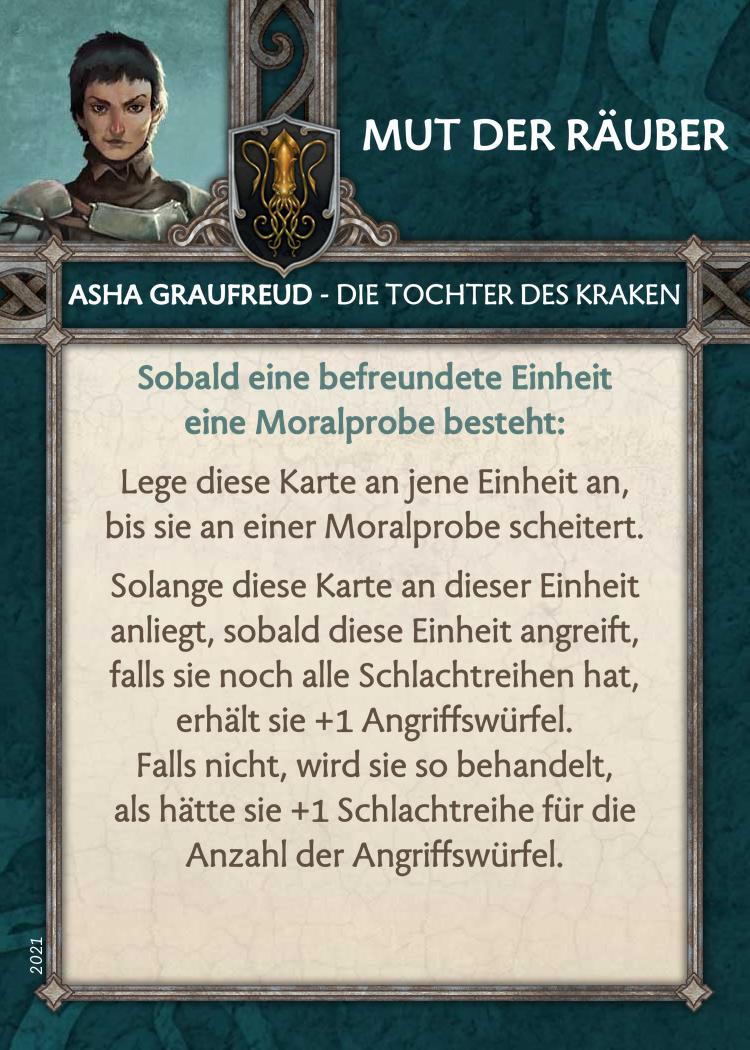 MUT DER RÄUBER
ASHA GRAUFREUD - DIE TOCHTER DES KRAKEN
Sobald eine befreundete Einheit
eine Moralprobe besteht:
Lege diese Karte an jene Einheit an,
bis sie an einer Moralprobe scheitert.
Solange diese Karte an dieser Einheit
anliegt, sobald diese Einheit angreift,
falls sie noch alle Schlachtreihen hat,
erhält sie +1 Angriffswürfel.
Falls nicht, wird sie so behandelt,
als hätte sie +1 Schlachtreihe für die
Anzahl der Angriffswürfel.
2021